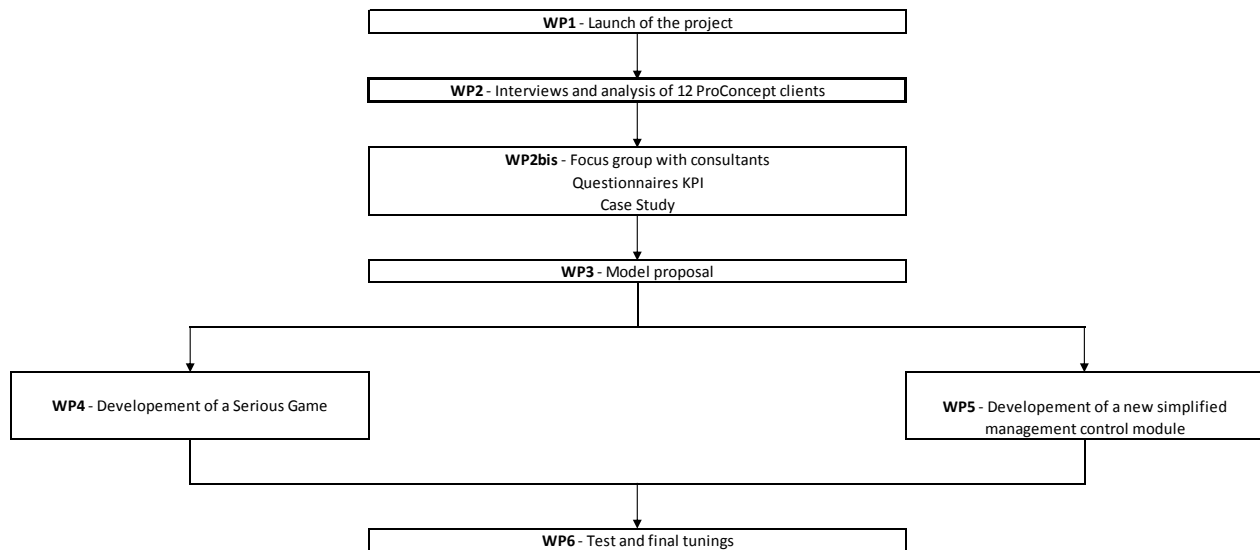 WP1 - Launch of the project
WP2 - Interviews and analysis of 12 ProConcept clients
WP2bis - Focus group with consultants
Questionnaires KPI
Case Study
WP3 - Model proposal
WP4 - Developement of a Serious Game
WP5 - Developement of a new simplified
management control module
WP6 - Test and final tunings